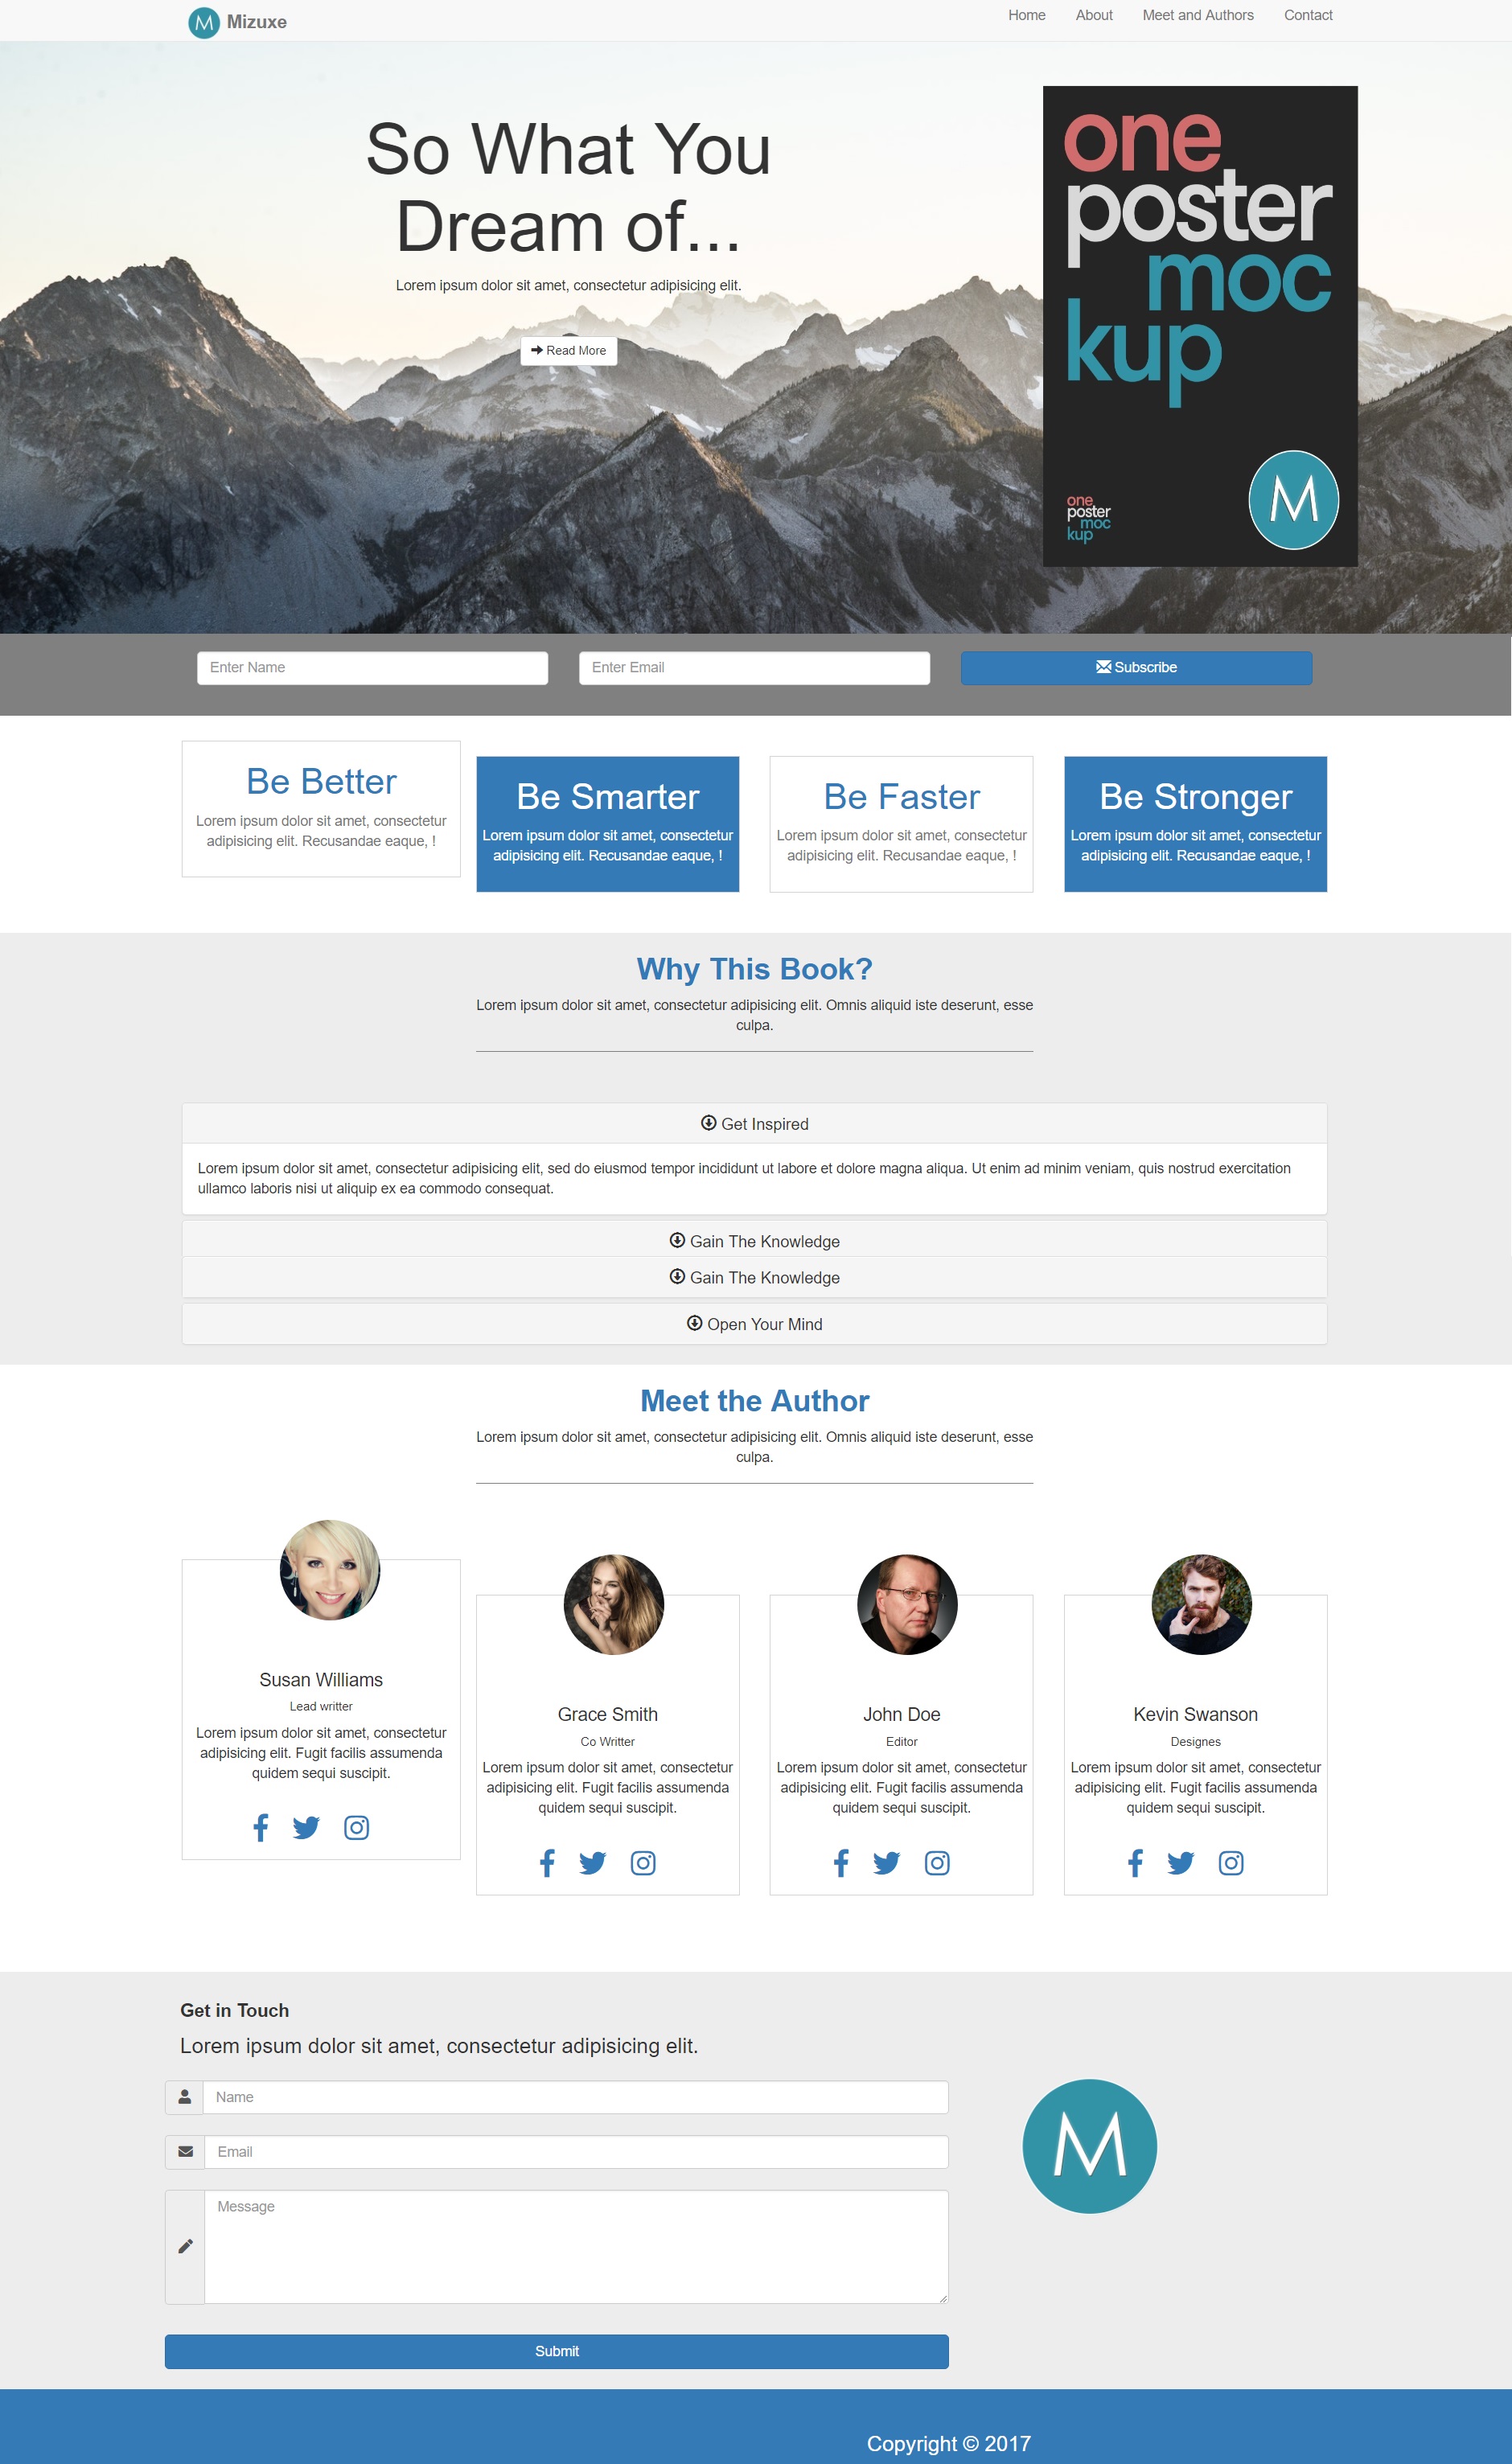 M Mizuxe
Home About Meet and Authors Contact
So What You
Dream of...
Lorem ipsum dolor sit amet, consectetur adipisicing elit.
Read More
one
poster
moc
kup
one
poster
moc
kup
M
Enter Name
Enter Email
Subscribe
Be Better
Lorem ipsum dolor sit amet, consectetur
adipisicing elit. Recusandae eaque, !
Be Smarter
Lorem ipsum dolor sit amet, consectetur
adipisicing elit. Recusandae eaque, !
Be Faster
Lorem ipsum dolor sit amet, consectetur
adipisicing elit. Recusandae eaque, !
Be Stronger
Lorem ipsum dolor sit amet, consectetur
adipisicing elit. Recusandae eaque, !
Why This Book?
Lorem ipsum dolor sit amet, consectetur adipisicing elit. Omnis aliquid iste deserunt, esse
culpa.
Get Inspired
Lorem ipsum dolor sit amet, consectetur adipisicing elit, sed do eiusmod tempor incididunt ut labore et dolore magna aliqua. Ut enim ad minim veniam, quis nostrud exercitation
ullamco laboris nisi ut aliquip ex ea commodo consequat.
Gain The Knowledge
Gain The Knowledge
Open Your Mind
Meet the Author
Lorem ipsum dolor sit amet, consectetur adipisicing elit. Omnis aliquid iste deserunt, esse
culpa.
Susan Williams
Lead writter
Lorem ipsum dolor sit amet, consectetur
adipisicing elit. Fugit facilis assumenda
quidem sequi suscipit.
Grace Smith
Co Writter
Lorem ipsum dolor sit amet, consectetur
adipisicing elit. Fugit facilis assumenda
quidem sequi suscipit.
John Doe
Editor
Lorem ipsum dolor sit amet, consectetur
adipisicing elit. Fugit facilis assumenda
quidem sequi suscipit.
Kevin Swanson
Designes
Lorem ipsum dolor sit amet, consectetur
adipisicing elit. Fugit facilis assumenda
quidem sequi suscipit.
Get in Touch
Lorem ipsum dolor sit amet, consectetur adipisicing elit.
Name
Email
Message
Submit
M
Copyright © 2017